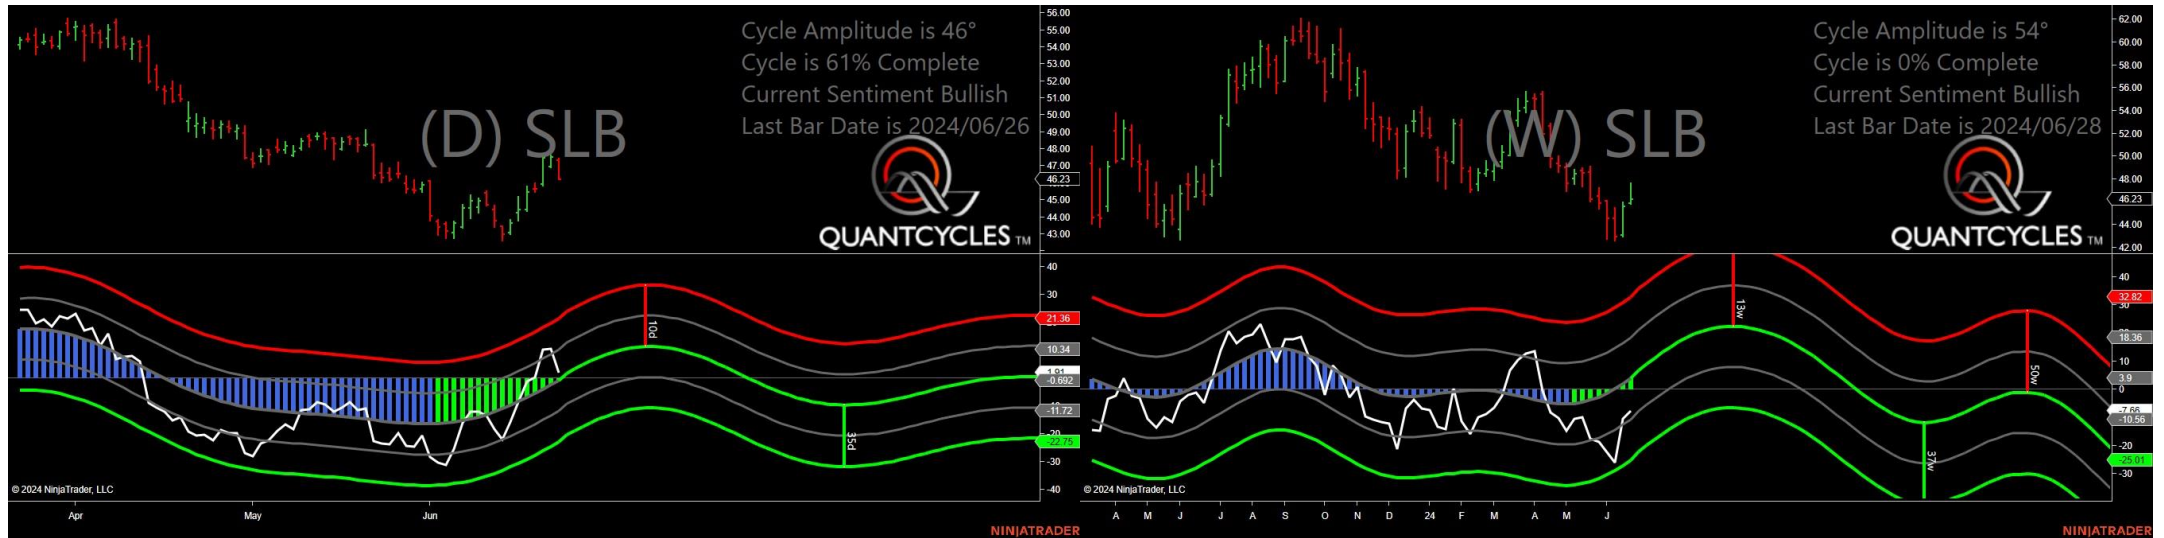 Cycle Amplitude is 46°
Cycle is 61% Complete
Current Sentiment Bullish
Last Bar Date is 2024/06/26
(D) SLB
QUANTCYCLES TM
56.00
55.00
54.00
53.00
52.00
51.00
50.00
49.00
48.00
47.00
46.23
45.00
44.00
43.00
40
30
21.36
10.34
1.91
-0.692
-11.72
-20
-22.75
-30
-40
10d
35d
© 2024 NinjaTrader, LLC
Apr
May
Jun
NINJATRADER
Cycle Amplitude is 54°
Cycle is 0% Complete
Current Sentiment Bullish
Last Bar Date is 2024/06/28
(W) SLB
QUANTCYCLES TM
62.00
60.00
58.00
56.00
54.00
52.00
50.00
48.00
46.23
44.00
42.00
40
32.82
30
18.36
10
3.9
0
-7.66
-10.56
-20
-25.01
-30
13w
37w
50w
© 2024 NinjaTrader, LLC
A M J J A S O N D 24 F M A M J
NINJATRADER